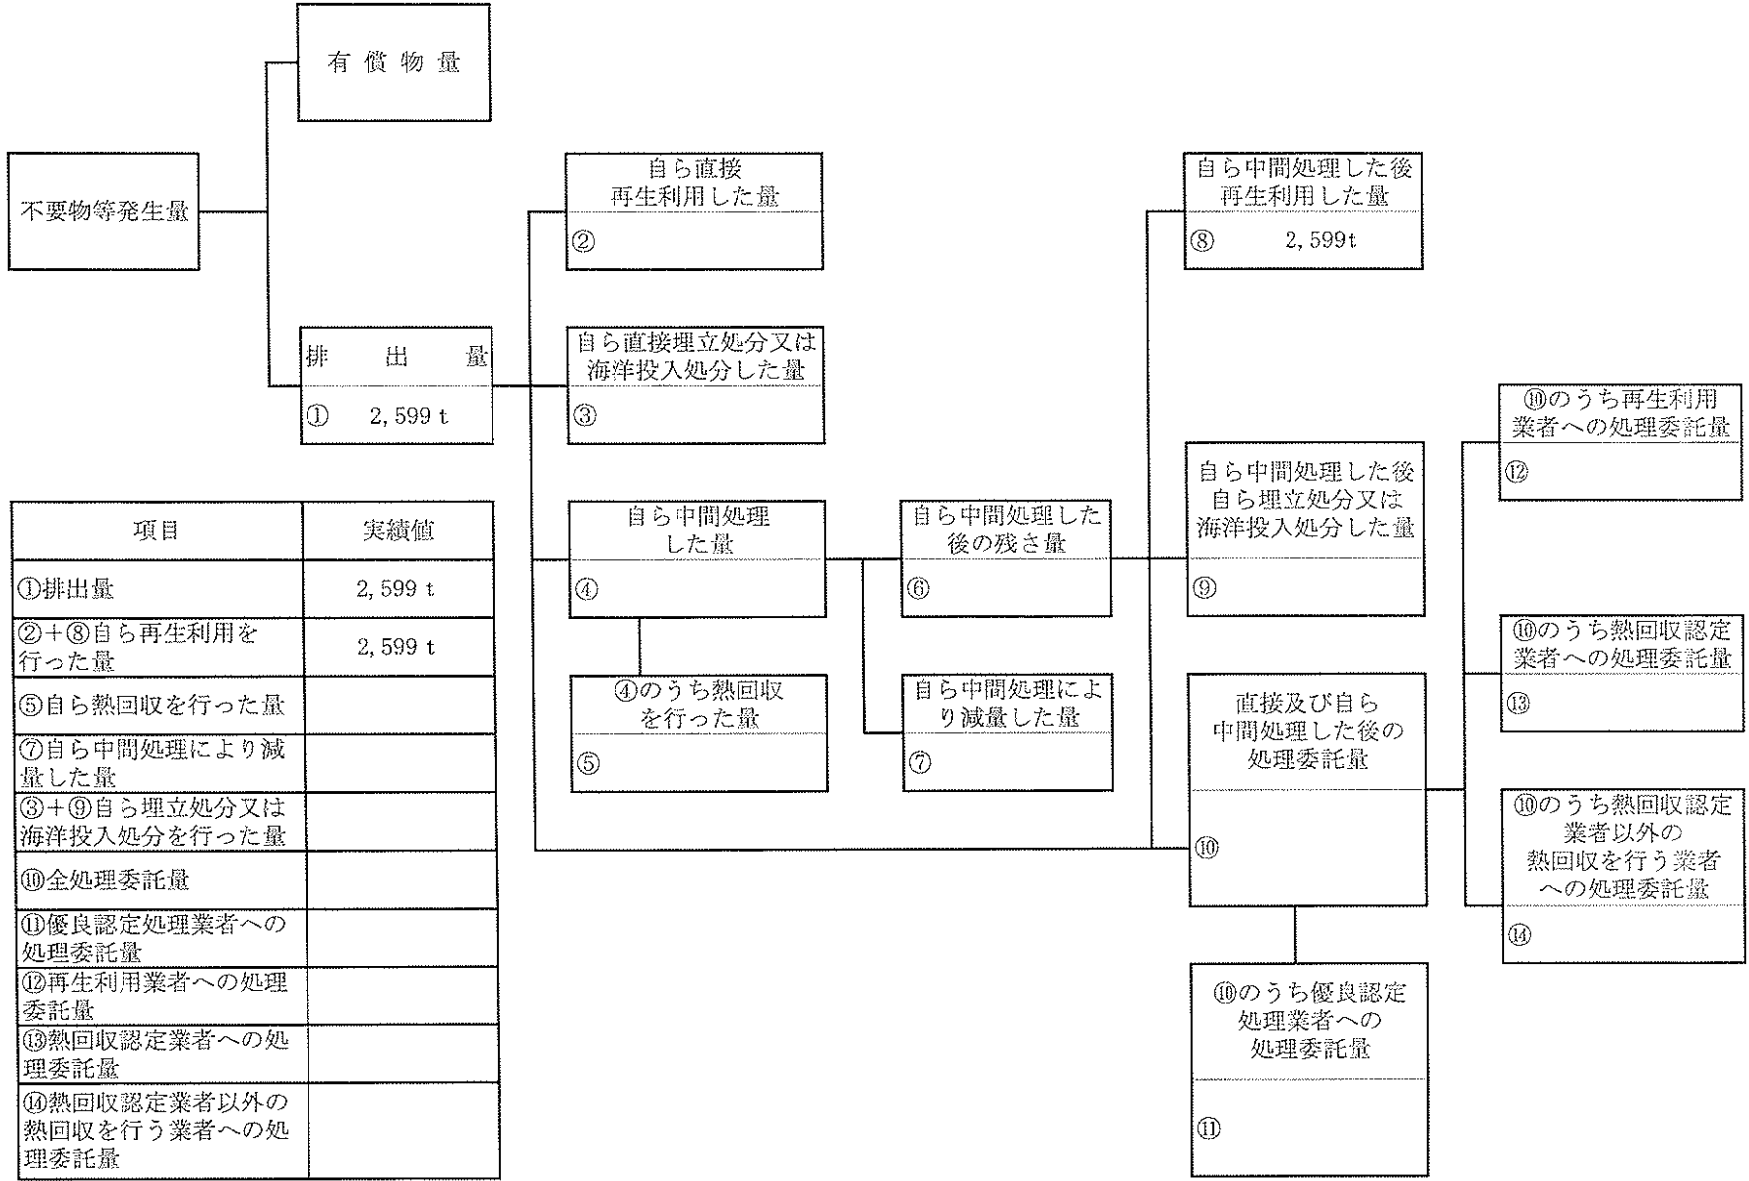 有償物量
不要物等発生量
排出量
① 2,599 t
自ら直接
再生利用した量
②
自ら直接埋立処分又は
海洋投入処分した量
③
自ら中間処理
した量
④
④のうち熱回収
を行った量
⑤
自ら中間処理した
後の残さ量
⑥
自ら中間処理によ
り減量した量
⑦
自ら中間処理した後
再生利用した量
⑧ 2,599t
自ら中間処理した後
自ら埋立処分又は
海洋投入処分した量
⑨
直接及び自ら
中間処理した後の
処理委託量
⑩
⑩のうち優良認定
処理業者への
処理委託量
⑪
⑩のうち再生利用
業者への処理委託量
⑫
⑩のうち熱回収認定
業者への処理委託量
⑬
⑩のうち熱回収認定
業者以外の
熱回収を行う業者
への処理委託量
⑭
項目 実績値
①排出量 2,599 t
②+⑧自ら再生利用を
行った量 2,599 t
⑤自ら熱回収を行った量
⑦自ら中間処理により減
量した量
③+⑨自ら埋立処分又は
海洋投入処分を行った量
⑩全処理委託量
⑪優良認定処理業者への
処理委託量
⑫再生利用業者への処理
委託量
⑬熱回収認定業者への処
理委託量
⑭熱回収認定業者以外の
熱回収を行う業者への処
理委託量